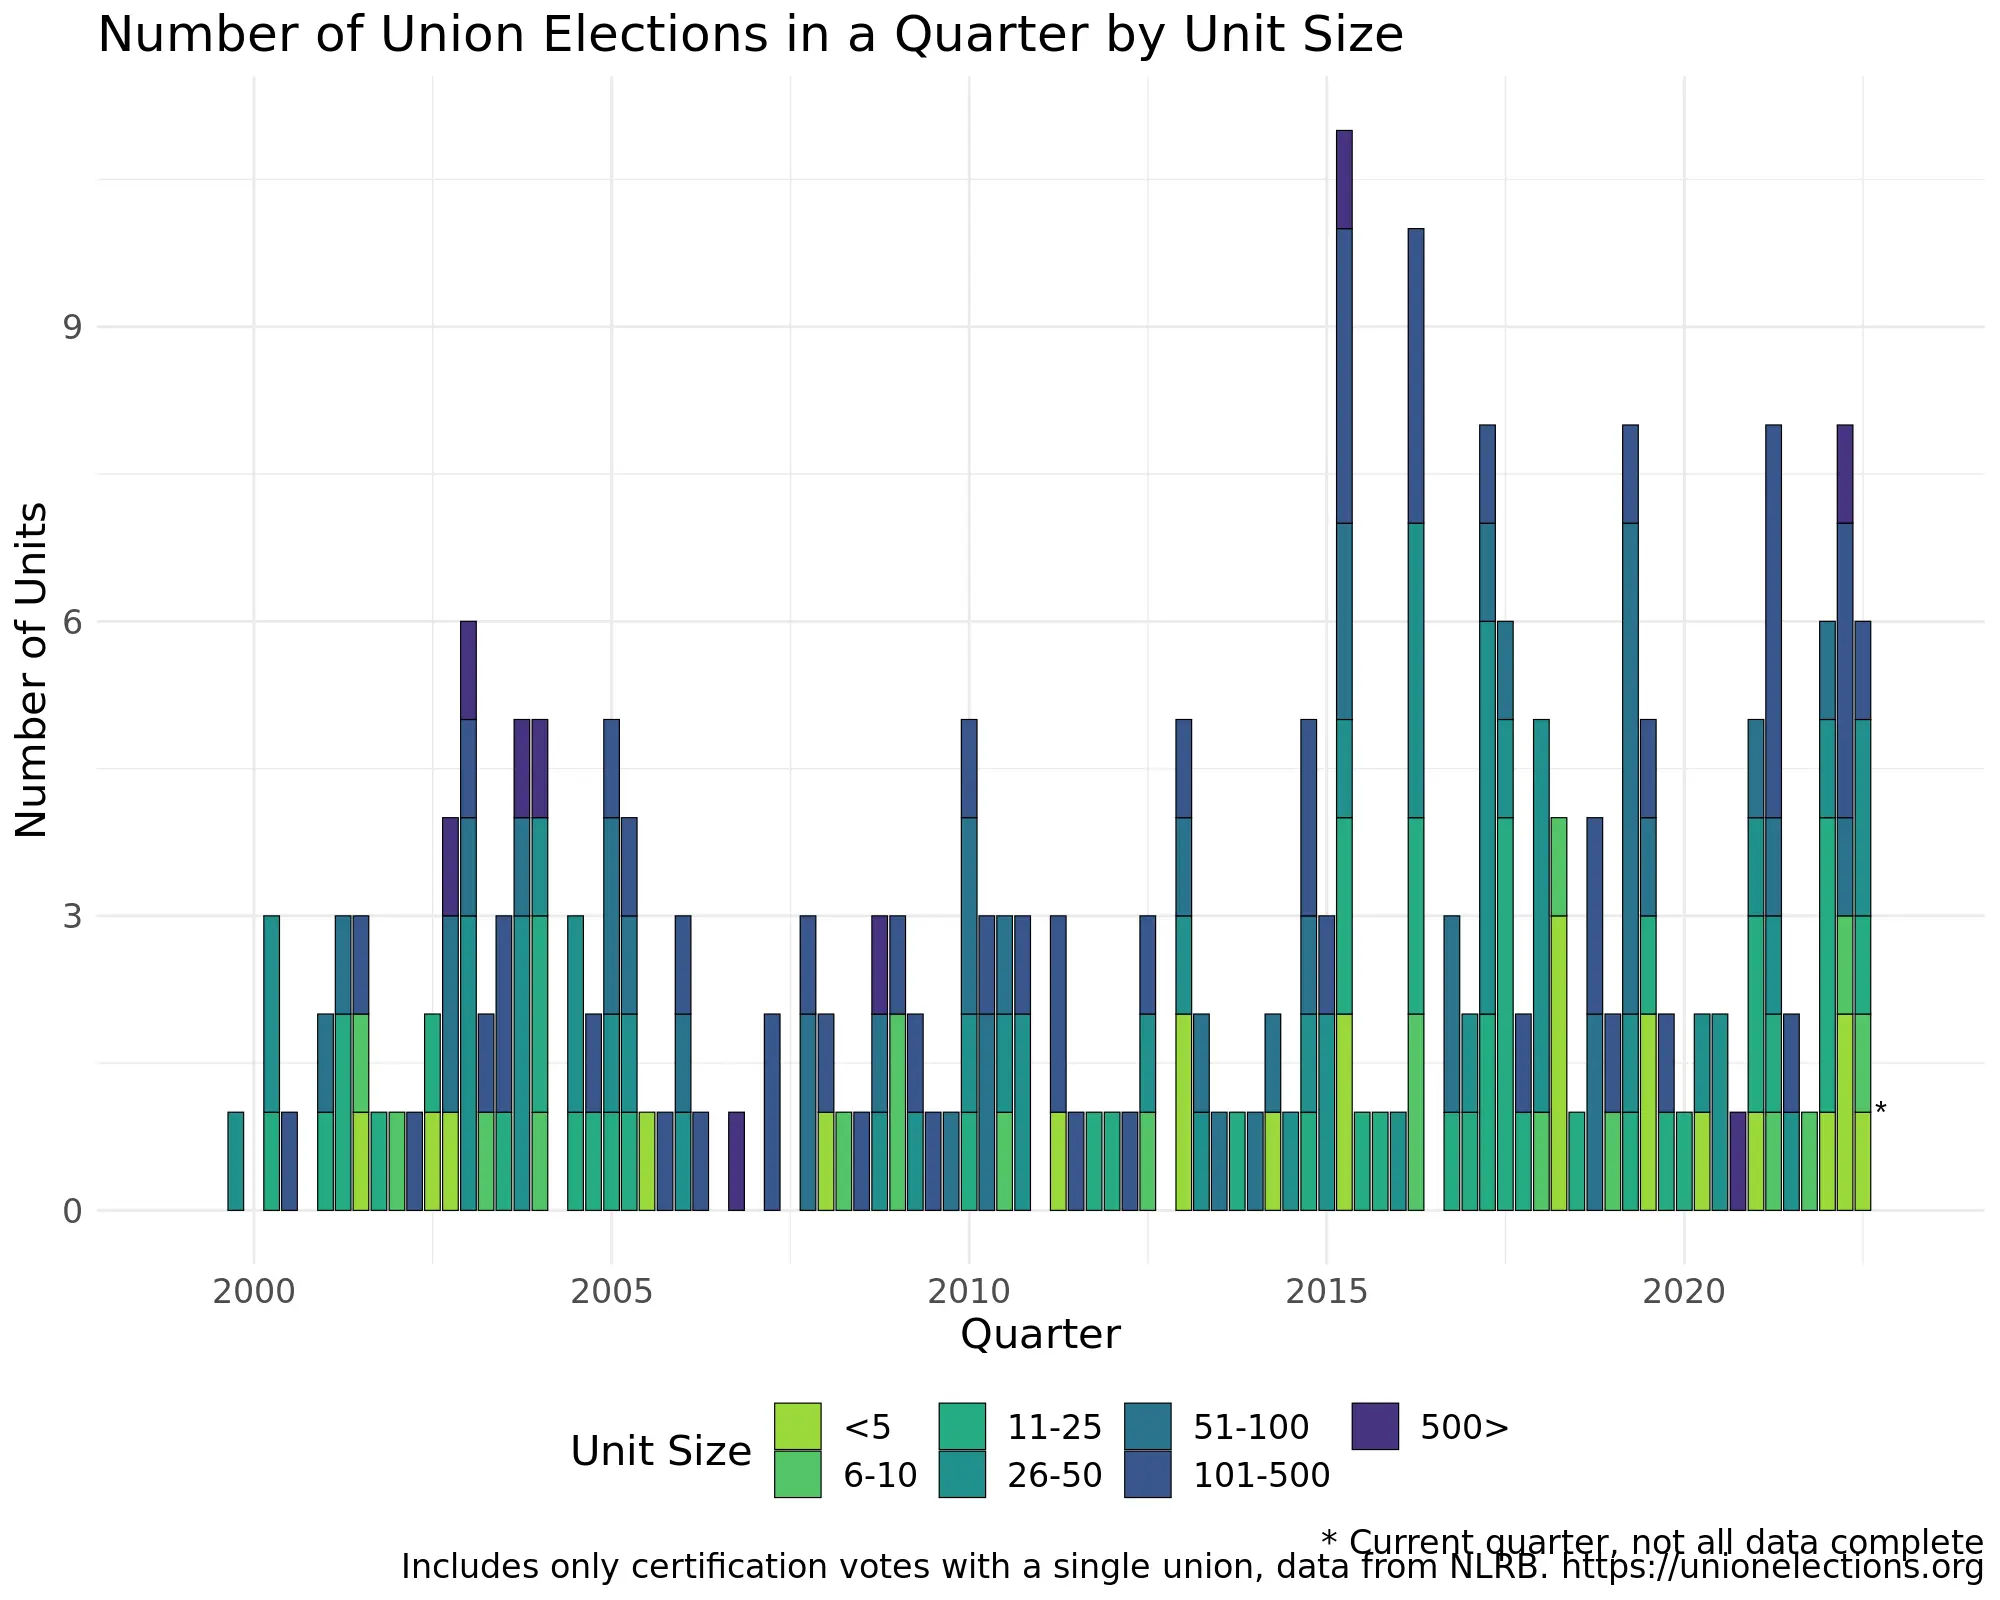 Number of Union Elections in a Quarter by Unit Size
Number of Units
9
6
3
0
*
2000 2005 2010 2015 2020
Quarter
Unit Size
<5 11-25 51-100 500>
6-10 26-50 101-500
* Current quarter, not all data complete
Includes only certification votes with a single union, data from NLRB. https://unionelections.org